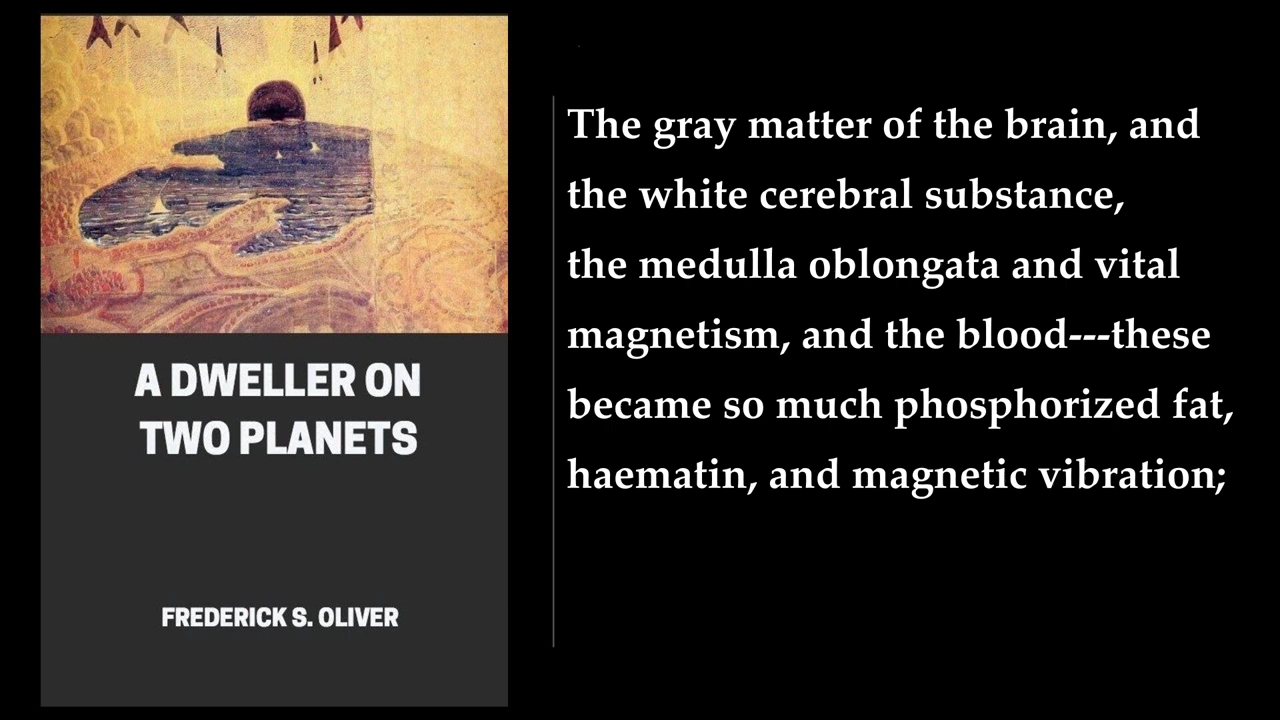 A DWELLER ON
TWO PLANETS
FREDERICK S. OLIVER
The gray matter of the brain, and
the white cerebral substance,
the medulla oblongata and vital
magnetism, and the blood---these
became so much phosphorized fat,
haematin, and magnetic vibration;